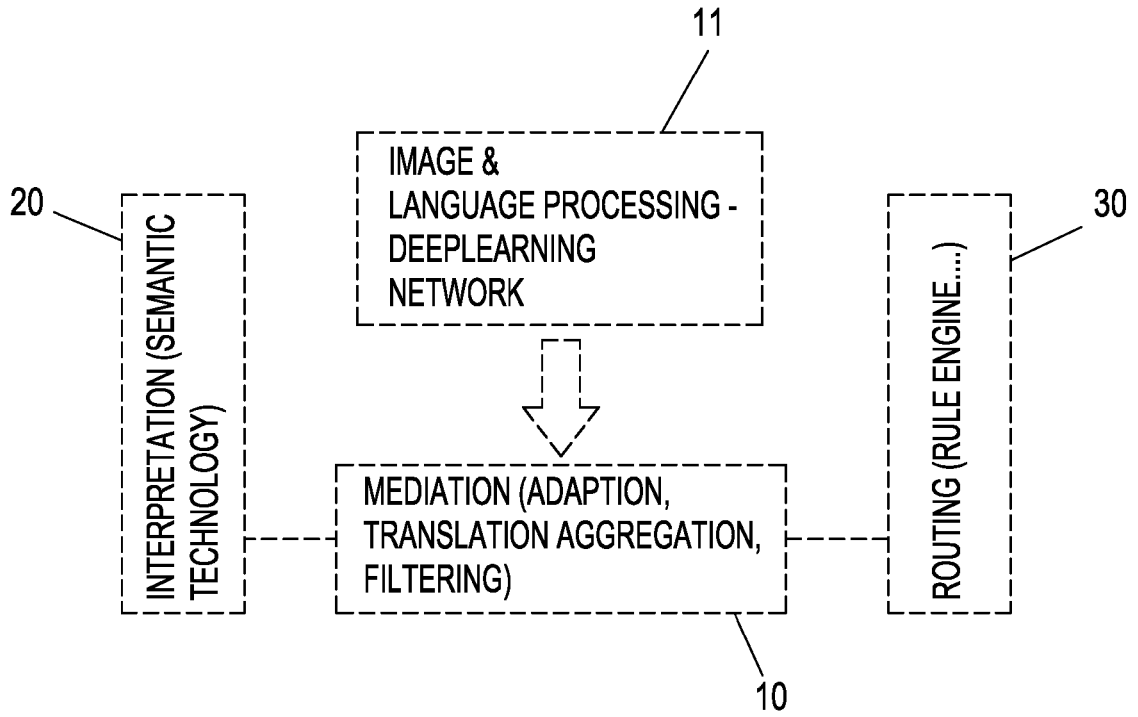 11
IMAGE &
LANGUAGE PROCESSING -
DEEPLEARNING
NETWORK
20
INTERPRETATION (SEMANTIC
TECHNOLOGY)
30
ROUTING (RULE ENGINE....)
MEDIATION (ADAPTION,
TRANSLATION AGGREGATION,
FILTERING)
10